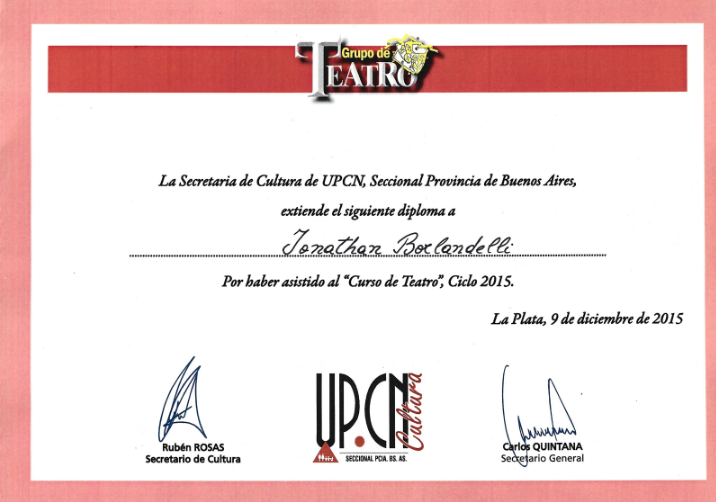 Grupo de
TEATRO
La Secretaria de Cultura de UPCN, Seccional Provincia de Buenos Aires,
extiende el siguiente diploma a
Jonathan Borlandelli
Por haber asistido al “Curso de Teatro”, Ciclo 2015.
La Plata, 9 de diciembre de 2015
UPCN Cultura
SECCIONAL PCIA. BS. AS.
Rubén ROSAS
Secretario de Cultura
Carlos QUINTANA
Secretario General